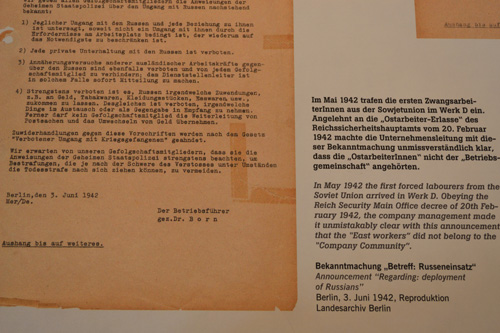 allen Gefolgschaftsmitgliedern die Anweisungen der
Geheimen Staatspolizei über den Umgang mit Russen nachstehend
bekannt:
1) Jeglicher Umgang mit den Russen und jede Beziehung zu ihnen
ist untersagt, soweit nicht ein Umgang mit ihnen durch die
Erfordernisse am Arbeitsplatz bedingt ist, der wiederum auf
das Notwendigste zu beschränken ist.
2) Jede private Unterhaltung mit den Russen ist verboten.
3) Annäherungsversuche anderer ausländischer Arbeitskräfte gegen-
über den Russen sind ebenfalls verboten und von jedem Gefolg-
schaftsmitglied zu verhindern; dem Dienststellenleiter ist
in solchem Falle sofort Mitteilung zu machen.
4) Strengstens verboten ist es, Russen irgendwelche Zuwendungen,
z.B. an Geld, Tabakwaren, Kleidungsstücken, Esswaren usw.,
zukommen zu lassen. Desgleichen ist verboten, irgendwelche
Dinge im Austausch oder als Gegengabe in Empfang zu nehmen.
Ferner darf kein Gefolgschaftsmitglied die Weiterleitung von
Postsachen und das Umwechseln von Geld übernehmen.
Zuwiderhandlungen gegen diese Vorschriften werden nach dem Gesetz
"Verbotener Umgang mit Kriegsgefangenen" geahndet.
Wir erwarten von unseren Gefolgschaftsmitgliedern, dass sie die
Anweisungen der Geheimen Staatspolizei strengstens beachten, um
Bestrafungen, die je nach der Schwere des Verstosses unter Umständen
die Todesstrafe nach sich ziehen können, zu vermeiden.
Berlin, den 3. Juni 1942
Her/De.
Der Betriebsführer
gez.Dr. B o r n
Aushang bis auf weiteres.
Aushang bis auf
Im Mai 1942 trafen die ersten Zwangsarbei-
terInnen aus der Sowjetunion im Werk D ein.
Angelehnt an die „Ostarbeiter-Erlasse" des
Reichssicherheitshauptamts vom 20. Februar
1942 machte die Unternehmensleitung mit die-
ser Bekanntmachung unmissverständlich klar,
dass die „OstarbeiterInnen" nicht der „Betriebs-
gemeinschaft" angehörten.
In May 1942 the first forced labourers from the
Soviet Union arrived in Werk D. Obeying the
Reich Security Main Office decree of 20th Feb-
ruary 1942, the company management made
it unmistakably clear with this announcement
that the "East workers" did not belong to the
"Company Community".
Bekanntmachung „Betreff: Russeneinsatz"
Announcement "Regarding: deployment
of Russians"
Berlin, 3. Juni 1942, Reproduktion
Landesarchiv Berlin